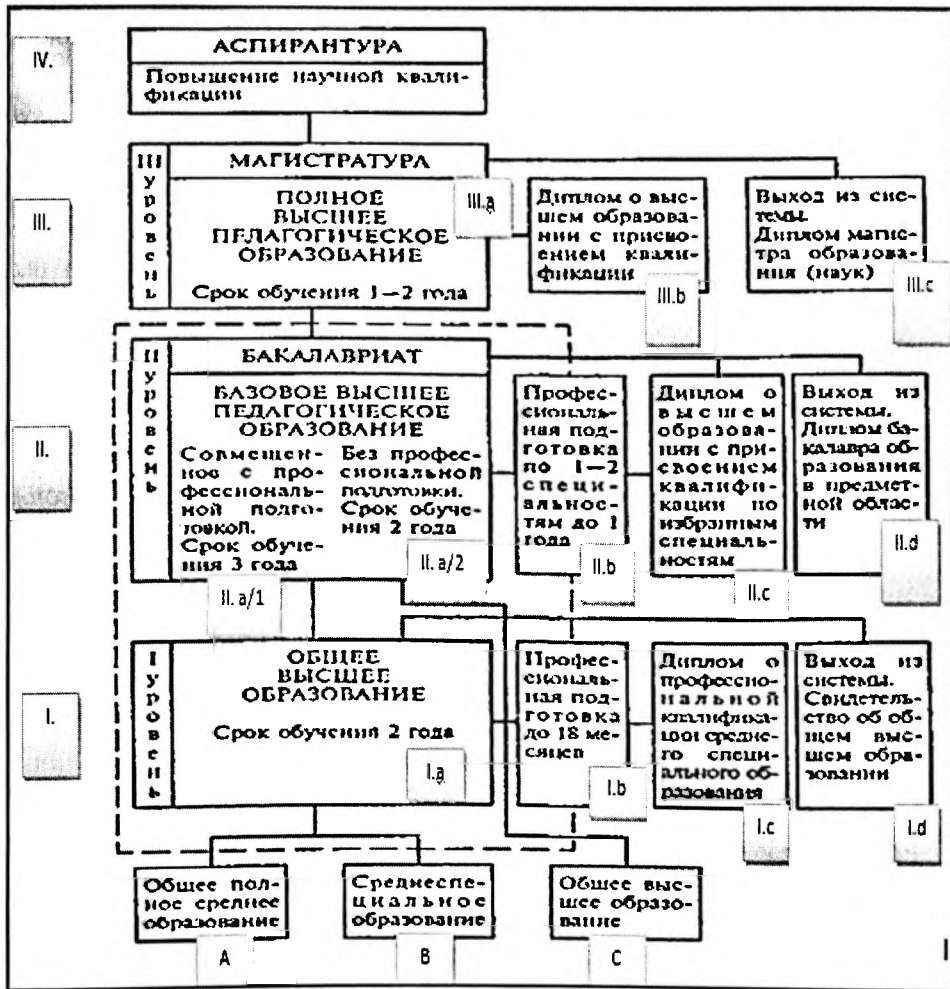 IV.
АСПИРАНТУРА
Повышение научной квали-
фикации
III.
III уровень
МАГИСТРАТУРА
ПОЛНОЕ
ВЫСШЕЕ
ПЕДАГОГИЧЕСКОЕ
ОБРАЗОВАНИЕ
Срок обучения 1—2 года
III.a
Диплом о выс-
шем образова-
нии с присво-
ением квали-
фикации
III.b
Выход из сис-
темы.
Диплом магис-
тра образова-
ния (наук)
III.c
II.
II уровень
БАКАЛАВРИАТ
БАЗОВОЕ ВЫСШЕЕ
ПЕДАГОГИЧЕСКОЕ
ОБРАЗОВАНИЕ
Совмещен-
ное с про-
фессиональ-
ной подго-
товкой.
Срок обуче-
ния 3 года
II. a/1
Без профес-
сиональной
подготовки.
Срок обуче-
ния 2 года
II. a/2
Профес-
сиональ-
ная под-
готовка
по 1—2
специ-
альнос-
тям до 1
года
II.b
Диплом о
высшем
образова-
нии с при-
своением
квалифи-
кации по
избранным
специаль-
ностям
II.c
Выход из
системы.
Диплом ба-
калавра об-
разования
в предмет-
ной облас-
ти
II.d
I.
I уровень
ОБЩЕЕ
ВЫСШЕЕ
ОБРАЗОВАНИЕ
Срок обучения 2 года
I.a
Профес-
сиональ-
ная под-
готовка
до 18 ме-
сяцев
I.b
Диплом о
профессио-
нальной
квалифика-
ции средне-
го специ-
ального об-
разования
I.c
Выход из
системы.
Свидетель-
ство об об-
щем выс-
шем обра-
зовании
I.d
Общее пол-
ное среднее
образование
A
Среднеспе-
циальное
образование
B
Общее выс-
шее образо-
вание
C